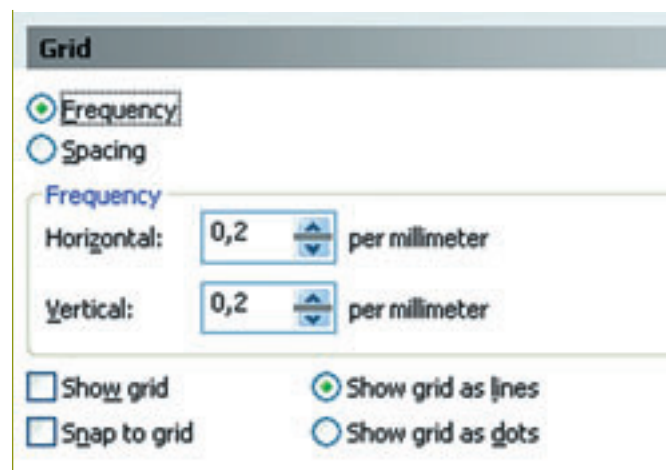 Grid
Frequency
Spacing
Frequency
Horizontal: 0,2 per millimeter
Vertical: 0,2 per millimeter
Show grid Show grid as lines
Snap to grid Show grid as dots